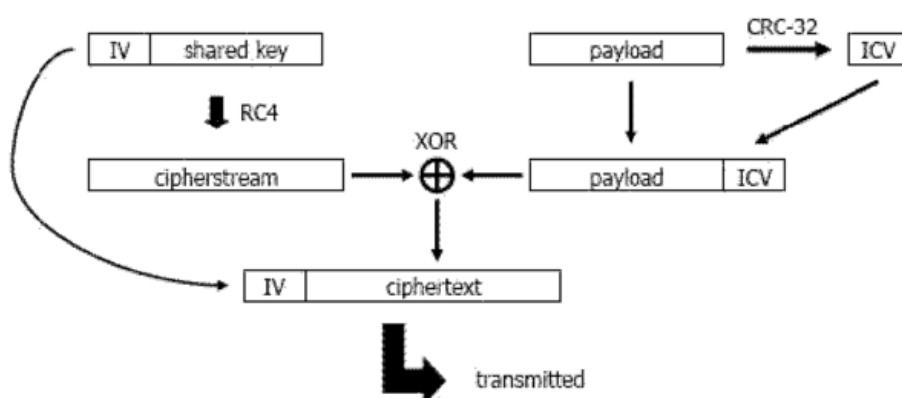 IV shared key
payload
CRC-32
ICV
RC4
XOR
cipherstream
payload ICV
IV ciphertext
transmitted